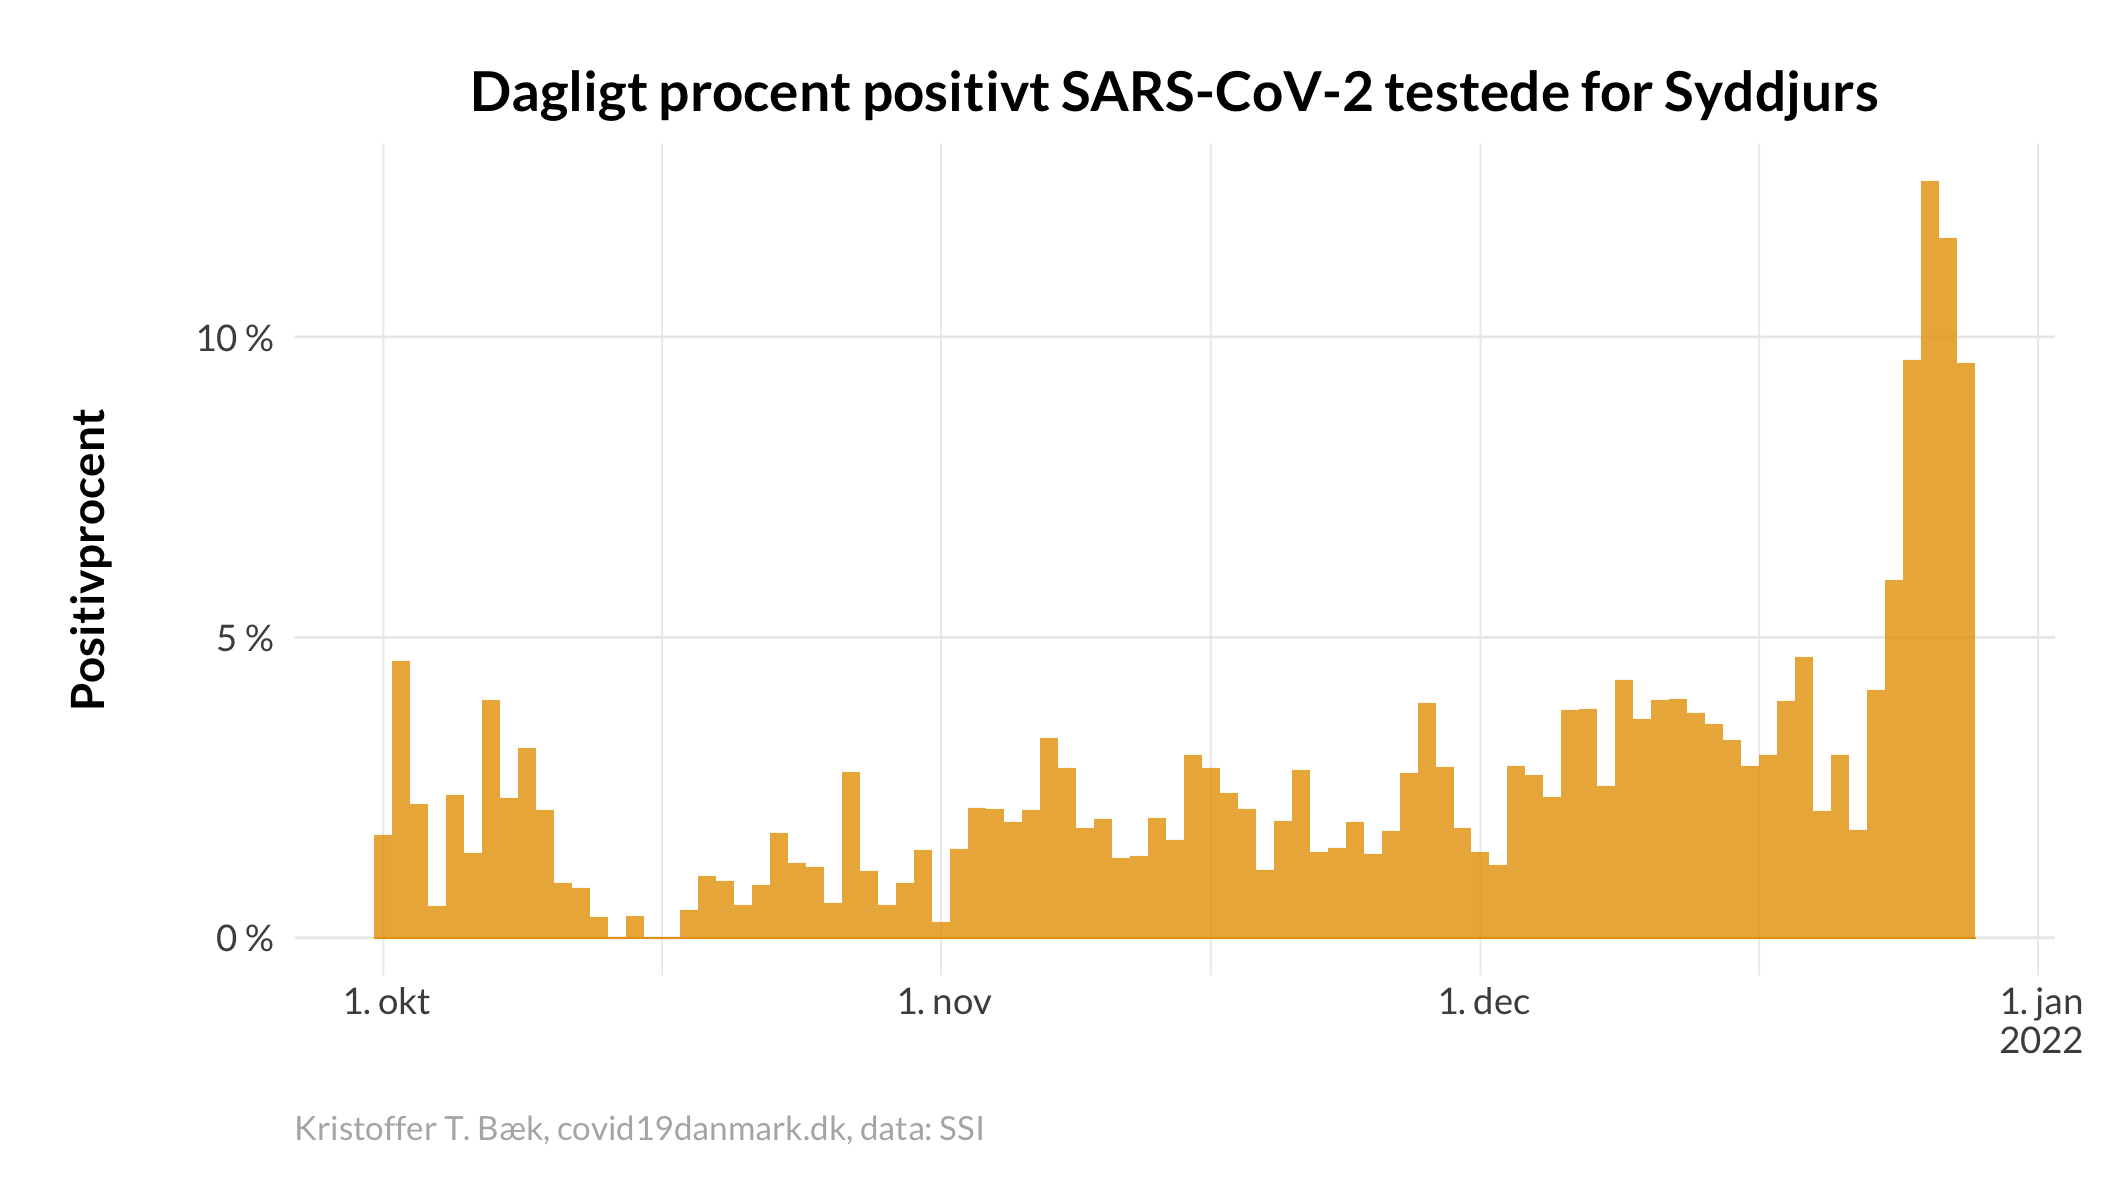 Dagligt procent positivt SARS-CoV-2 testede for Syddjurs
Positivprocent
10 %
5 %
0 %
1. okt
1. nov
1. dec
1. jan
2022
Kristoffer T. Bæk, covid19danmark.dk, data: SSI